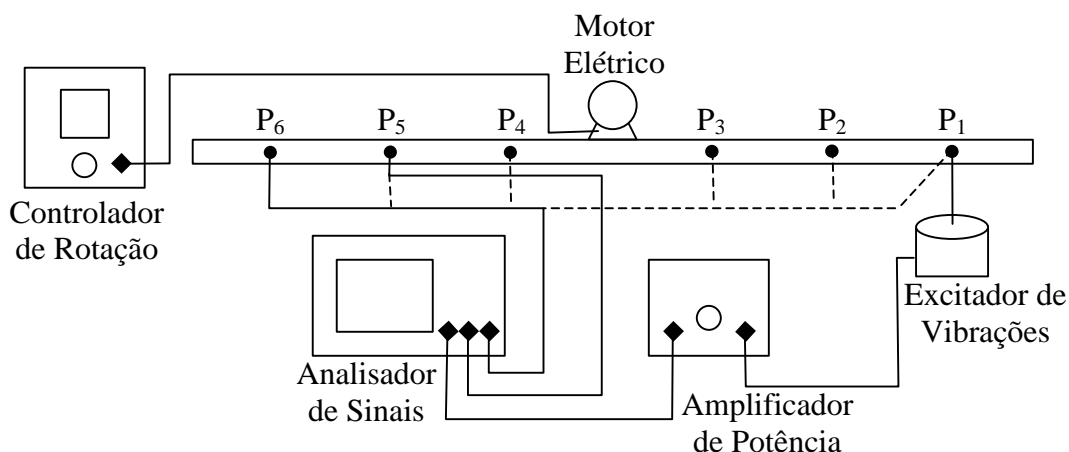 Motor
Elétrico
P₆
P₅
P₄
P₃
P₂
P₁
Controlador
de Rotação
Excitador de
Vibrações
Analisador
de Sinais
Amplificador
de Potência